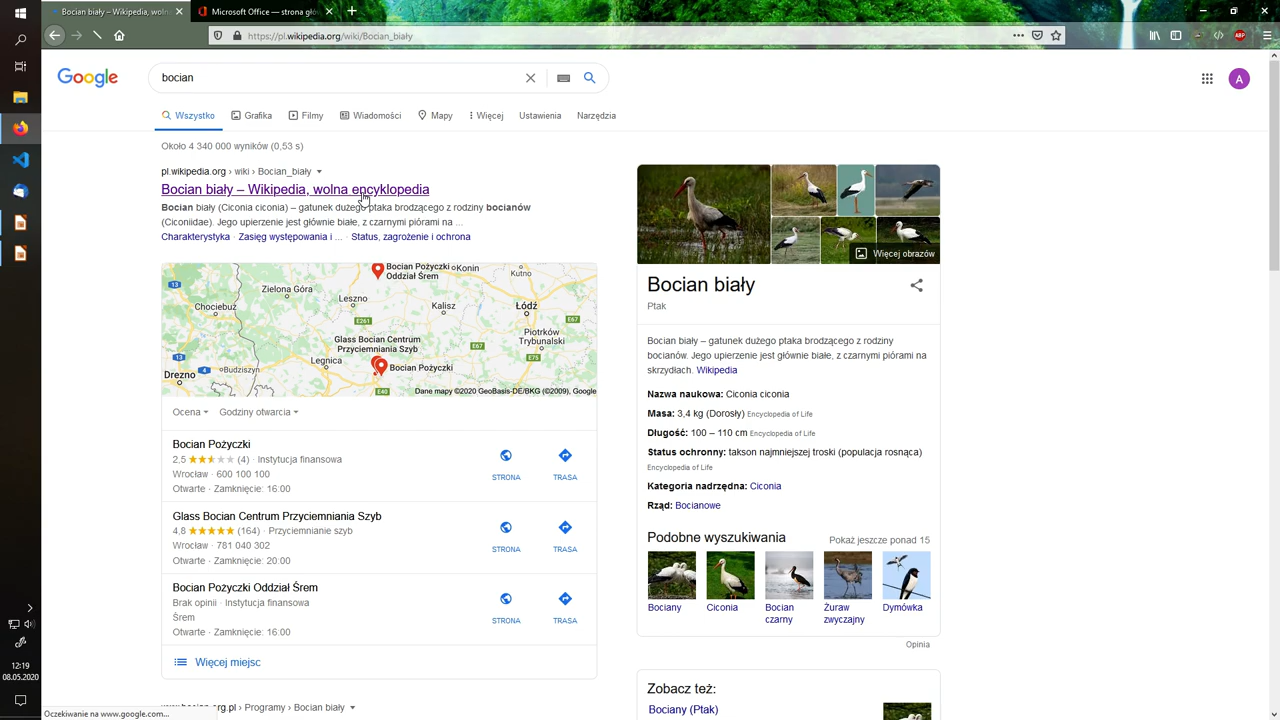 Bocian biały – Wikipedia, woln
Microsoft Office — strona głó
https://pl.wikipedia.org/wiki/Bocian_biały
ABP
Google
bocian
A
Wszystko
Grafika
Filmy
Wiadomości
Mapy
Więcej
Ustawienia
Narzędzia
Około 4 340 000 wyników (0,53 s)
pl.wikipedia.org › wiki › Bocian_biały
Bocian biały – Wikipedia, wolna encyklopedia
Bocian biały (Ciconia ciconia) – gatunek dużego ptaka brodzącego z rodziny bocianów
(Ciconiidae). Jego upierzenie jest głównie białe, z czarnymi piórami na ...
Charakterystyka · Zasięg występowania i ... · Status, zagrożenie i ochrona
Bocian Pożyczki
Oddział Śrem
Konin
Kutno
Zielona Góra
Leszno
Chociebuż
Kalisz
Łódź
E261
E67
13
Glass Bocian Centrum
Przyciemniania Szyb
Piotrków
Trybunalski
Legnica
E67
E75
13
4
Budziszyn
Drezno
Bocian Pożyczki
E40
Dane mapy ©2020 GeoBasis-DE/BKG (©2009), Google
Ocena
Godziny otwarcia
Bocian Pożyczki
2,5 (4) · Instytucja finansowa
Wrocław · 600 100 100
Otwarte · Zamknięcie: 16:00
STRONA
TRASA
Glass Bocian Centrum Przyciemniania Szyb
4,8 (164) · Przyciemnianie szyb
Wrocław · 781 040 302
Otwarte · Zamknięcie: 20:00
STRONA
TRASA
Bocian Pożyczki Oddział Śrem
Brak opinii · Instytucja finansowa
Śrem
Otwarte · Zamknięcie: 16:00
STRONA
TRASA
Więcej miejsc
› Programy › Bocian biały
Więcej obrazów
Bocian biały
Ptak
Bocian biały – gatunek dużego ptaka brodzącego z rodziny
bocianów. Jego upierzenie jest głównie białe, z czarnymi piórami na
skrzydłach. Wikipedia
Nazwa naukowa: Ciconia ciconia
Masa: 3,4 kg (Dorosły) Encyclopedia of Life
Długość: 100 – 110 cm Encyclopedia of Life
Status ochronny: takson najmniejszej troski (populacja rosnąca)
Encyclopedia of Life
Kategoria nadrzędna: Ciconia
Rząd: Bocianowe
Podobne wyszukiwania
Pokaż jeszcze ponad 15
Bociany
Ciconia
Bocian
czarny
Żuraw
zwyczajny
Dymówka
Opinia
Zobacz też:
Bociany (Ptak)
12:19
08.05.2020
Oczekiwanie na www.google.com...